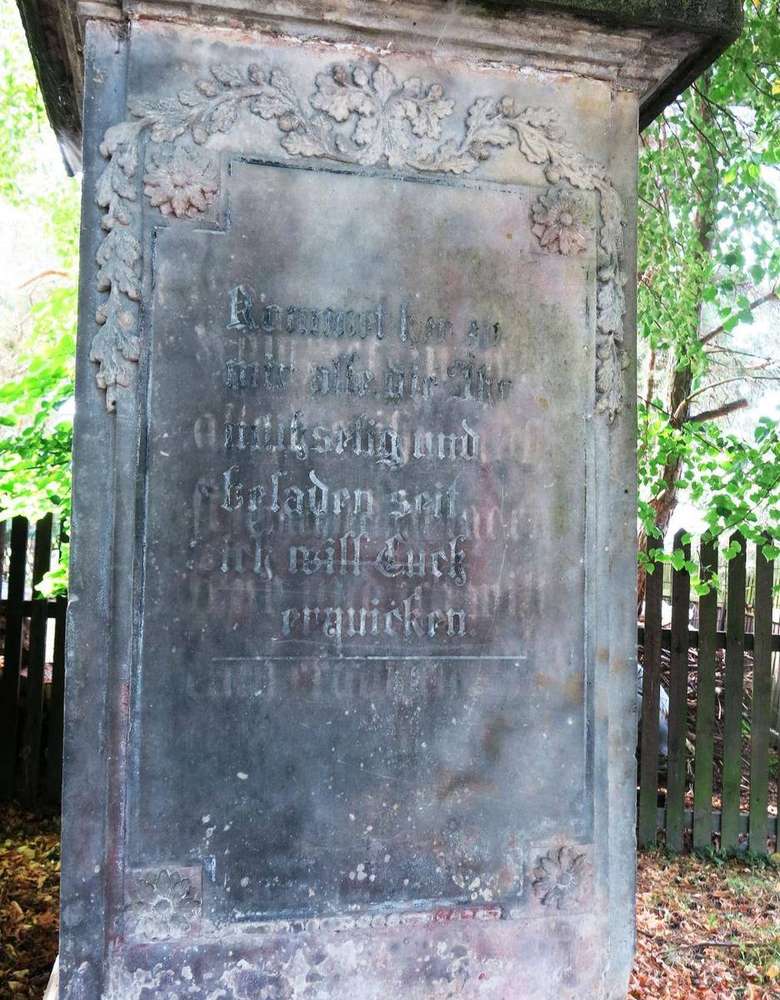 Kommet her zu
mir alle, die Ihr
mühselig und
beladen seit,
ich will Euch
erquicken